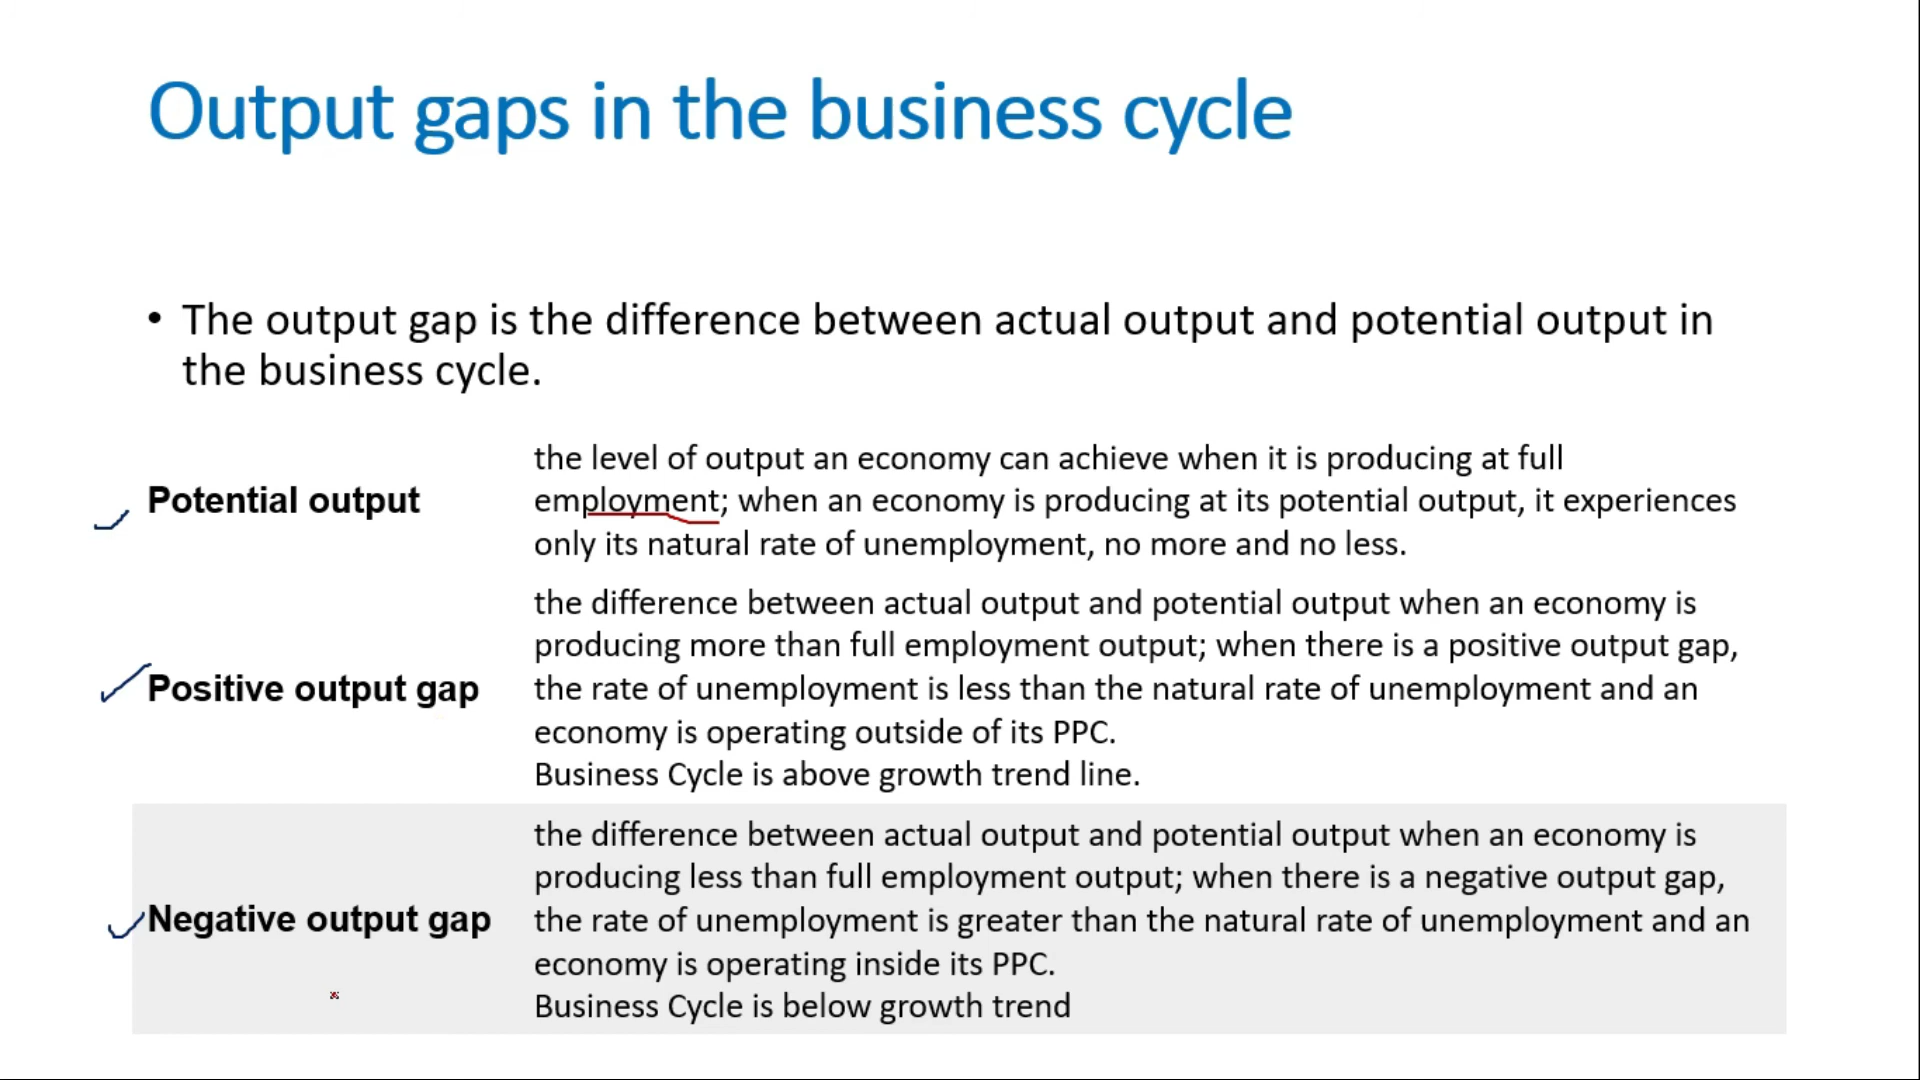 Output gaps in the business cycle
• The output gap is the difference between actual output and potential output in
the business cycle.
Potential output
the level of output an economy can achieve when it is producing at full
employment; when an economy is producing at its potential output, it experiences
only its natural rate of unemployment, no more and no less.
Positive output gap
the difference between actual output and potential output when an economy is
producing more than full employment output; when there is a positive output gap,
the rate of unemployment is less than the natural rate of unemployment and an
economy is operating outside of its PPC.
Business Cycle is above growth trend line.
Negative output gap
the difference between actual output and potential output when an economy is
producing less than full employment output; when there is a negative output gap,
the rate of unemployment is greater than the natural rate of unemployment and an
economy is operating inside its PPC.
Business Cycle is below growth trend